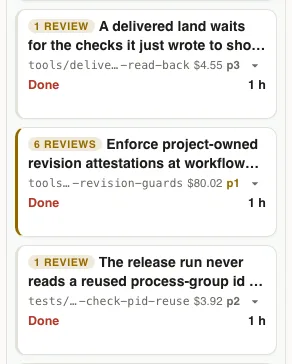 1 REVIEW A delivered land waits
for the checks it just wrote to sho…
tools/delive…-read-back $4.55 p3
Done 1 h
6 REVIEWS Enforce project-owned
revision attestations at workflow…
tools…-revision-guards $80.02 p1
Done 1 h
1 REVIEW The release run never
reads a reused process-group id …
tests/…-check-pid-reuse $3.92 p2
Done 1 h